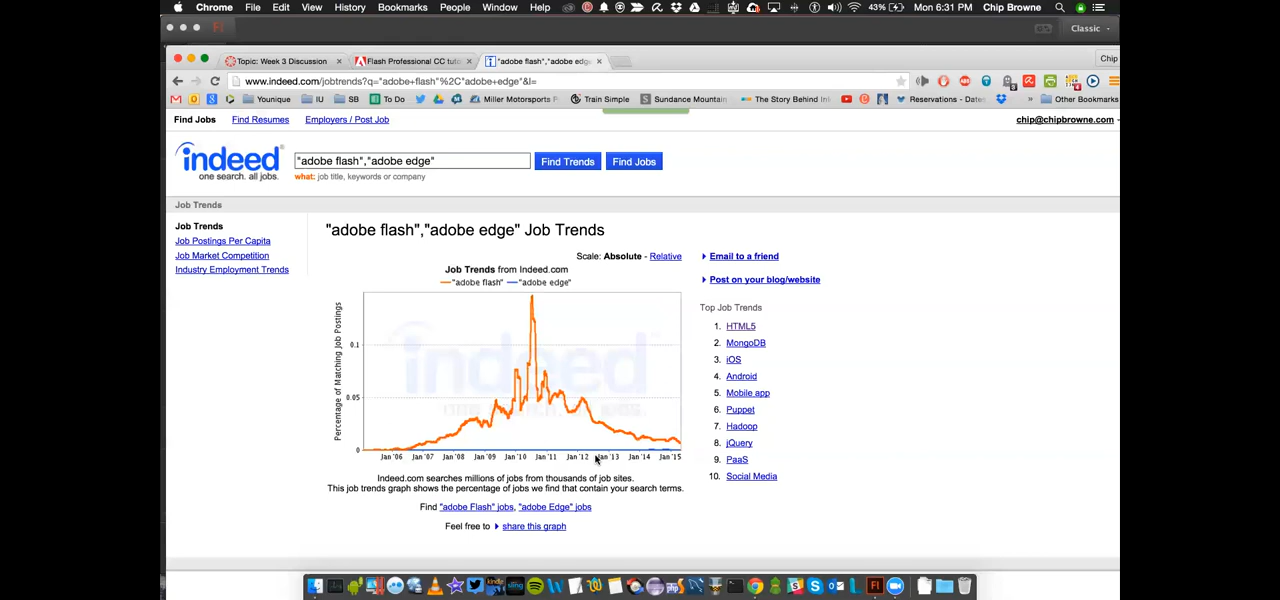 Chrome File Edit View History Bookmarks People Window Help 43% Mon 6:31 PM Chip Browne
Classic
Topic: Week 3 Discussion × Flash Professional CC tuto × "adobe flash","adobe edg ×
Chip
www.indeed.com/jobtrends?q="adobe+flash"%2C"adobe+edge"&l=
Younique IU SB To Do Miller Motorsports P Train Simple Sundance Mountain The Story Behind Ink Reservations - Dates » Other Bookmarks
Find Jobs Find Resumes Employers / Post Job chip@chipbrowne.com
indeed
one search. all jobs.
"adobe flash","adobe edge" Find Trends Find Jobs
what: job title, keywords or company
Job Trends
Job Trends
Job Postings Per Capita
Job Market Competition
Industry Employment Trends
"adobe flash","adobe edge" Job Trends
Scale: Absolute - Relative
Job Trends from Indeed.com
"adobe flash" "adobe edge"
Percentage of Matching Job Postings
0.1
0.05
0
Jan '06 Jan '07 Jan '08 Jan '09 Jan '10 Jan '11 Jan '12 Jan '13 Jan '14 Jan '15
indeed
Indeed.com searches millions of jobs from thousands of job sites.
This job trends graph shows the percentage of jobs we find that contain your search terms.
Find "adobe Flash" jobs, "adobe Edge" jobs
Feel free to share this graph
Email to a friend
Post on your blog/website
Top Job Trends
1. HTML5
2. MongoDB
3. iOS
4. Android
5. Mobile app
6. Puppet
7. Hadoop
8. jQuery
9. PaaS
10. Social Media